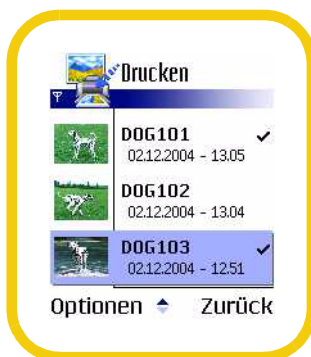 Drucken
DOG101
02.12.2004 - 13.05
DOG102
02.12.2004 - 13.04
DOG103
02.12.2004 - 12.51
Optionen Zurück